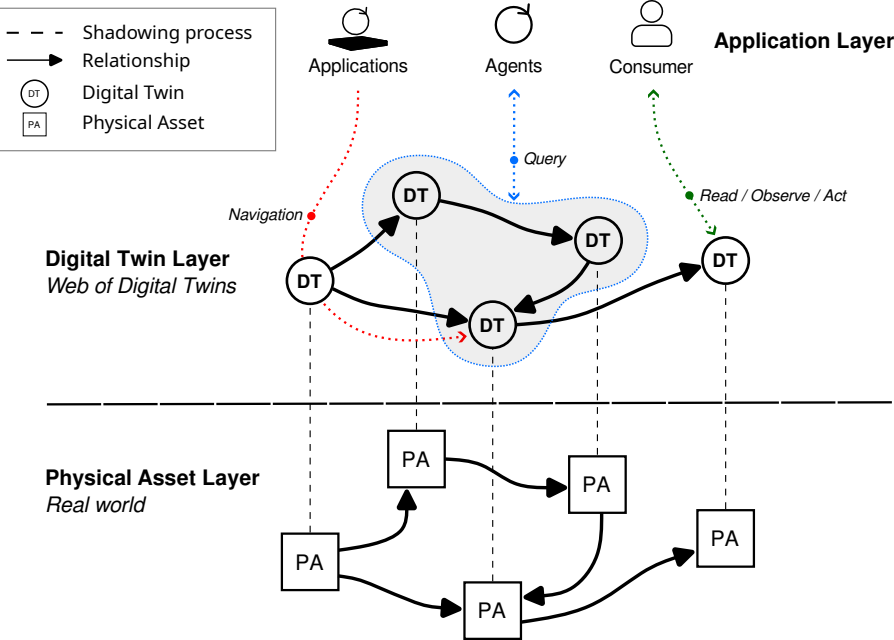 Shadowing process
Relationship
DT Digital Twin
PA Physical Asset
Applications
Agents
Consumer
Application Layer
Query
Read / Observe / Act
Navigation
DT
DT
DT
DT
DT
Digital Twin Layer
Web of Digital Twins
Physical Asset Layer
Real world
PA
PA
PA
PA
PA